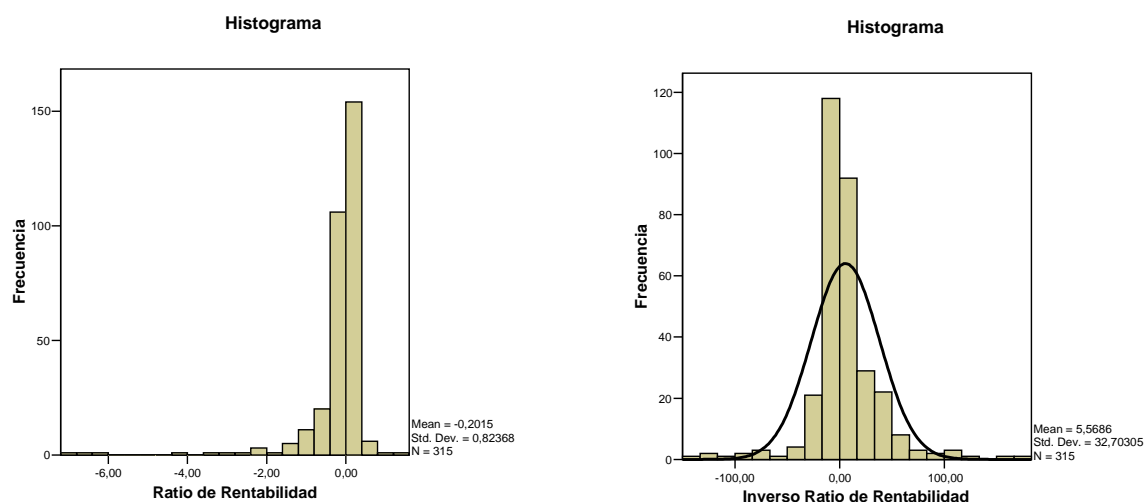 Histograma
150
100
50
0
Frecuencia
-6,00 -4,00 -2,00 0,00
Ratio de Rentabilidad
Mean = -0,2015
Std. Dev. = 0,82368
N = 315
Histograma
120
100
80
60
40
20
0
Frecuencia
-100,00 0,00 100,00
Inverso Ratio de Rentabilidad
Mean = 5,5686
Std. Dev. = 32,70305
N = 315